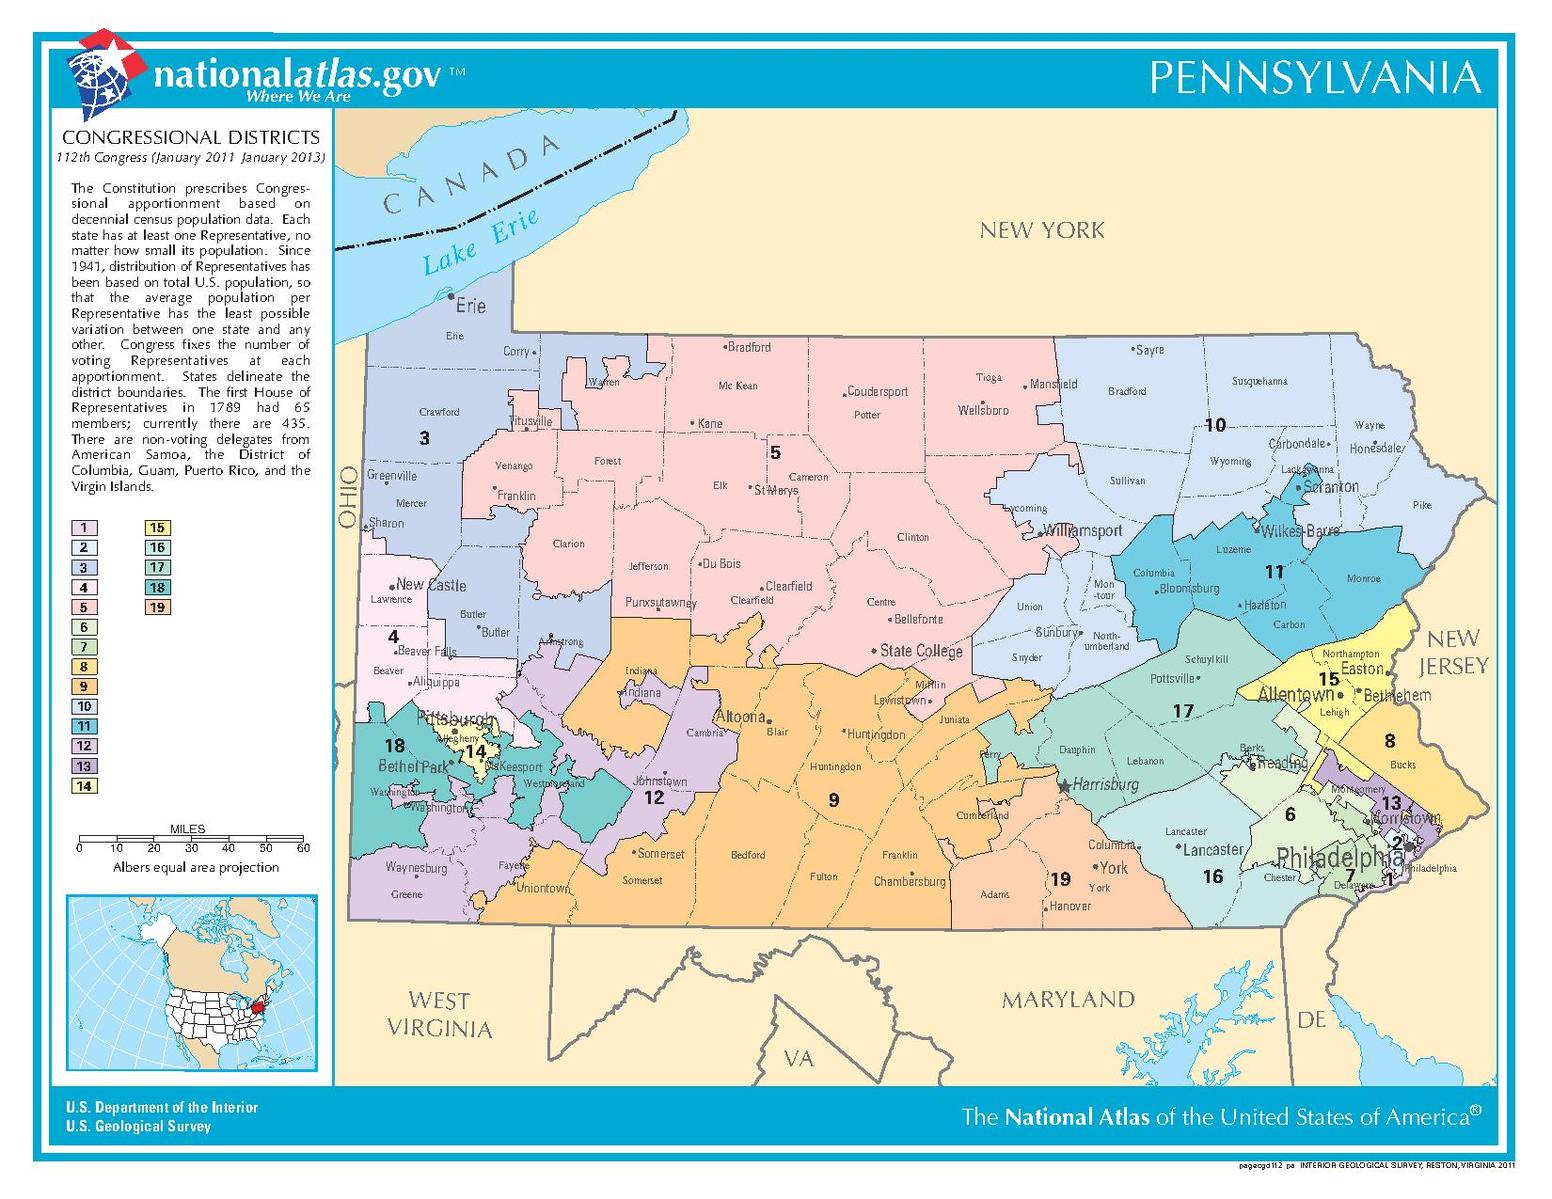 nationalatlas.gov ™
Where We Are
PENNSYLVANIA
CONGRESSIONAL DISTRICTS
112th Congress (January 2011 January 2013)
The Constitution prescribes Congres-
sional apportionment based on
decennial census population data. Each
state has at least one Representative, no
matter how small its population. Since
1941, distribution of Representatives has
been based on total U.S. population, so
that the average population per
Representative has the least possible
variation between one state and any
other. Congress fixes the number of
voting Representatives at each
apportionment. States delineate the
district boundaries. The first House of
Representatives in 1789 had 65
members; currently there are 435.
There are non-voting delegates from
American Samoa, the District of
Columbia, Guam, Puerto Rico, and the
Virgin Islands.
1
2
3
4
5
6
7
8
9
10
11
12
13
14
15
16
17
18
19
MILES
0 10 20 30 40 50 60
Albers equal area projection
CANADA
Lake Erie
NEW YORK
OHIO
NEW
JERSEY
WEST
VIRGINIA
VA
MARYLAND
DE
Erie
Erie
Corry
Warren
Bradford
Mc Kean
Kane
Coudersport
Potter
Tioga
Mansfield
Wellsboro
Sayre
Bradford
Susquehanna
10
Wayne
Honesdale
Carbondale
Wyoming
Lackawanna
Scranton
Sullivan
Pike
Crawford
3
Titusville
Greenville
Mercer
Sharon
Venango
Franklin
Forest
5
Elk
St Marys
Cameron
Lycoming
Williamsport
Wilkes-Barre
Luzerne
Clarion
Jefferson
Du Bois
Clinton
Columbia
Bloomsburg
11
Monroe
New Castle
Lawrence
Clearfield
Clearfield
Punxsutawney
Centre
Bellefonte
Union
Mon
-tour
Hazleton
Carbon
Butler
Butler
4
Beaver Falls
Armstrong
State College
Sunbury
North-
umberland
Snyder
Schuylkill
Pottsville
Northampton
Easton
15
Allentown
Bethlehem
Lehigh
Beaver
Aliquippa
Indiana
Indiana
Mifflin
Lewistown
Juniata
17
Pittsburgh
Allegheny
14
18
Bethel Park
McKeesport
Altoona
Blair
Cambria
Huntingdon
Huntingdon
Perry
Dauphin
Lebanon
Berks
Reading
8
Bucks
Washington
Washington
Westmoreland
Johnstown
12
9
Harrisburg
Cumberland
Montgomery
13
Norristown
6
Lancaster
Lancaster
Columbia
2
Philadelphia
Philadelphia
Waynesburg
Greene
Fayette
Uniontown
Somerset
Somerset
Bedford
Fulton
Franklin
Chambersburg
Adams
19
York
York
Hanover
16
Chester
7
Delaware
1
U.S. Department of the Interior
U.S. Geological Survey
The National Atlas of the United States of America®
pagecgd112_pa INTERIOR-GEOLOGICAL SURVEY, RESTON, VIRGINIA-2011